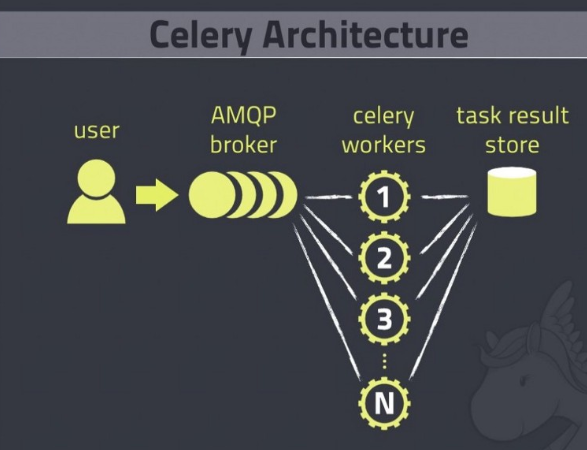 Celery Architecture
user
AMQP
broker
celery
workers
task result
store
1
2
3
N